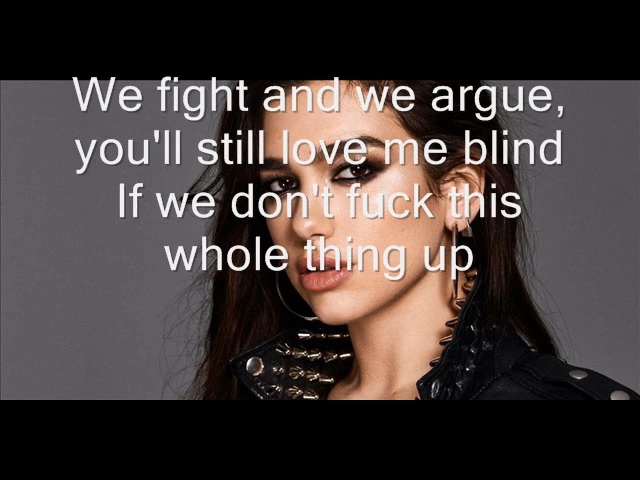 We fight and we argue,
you'll still love me blind
If we don't fuck this
whole thing up